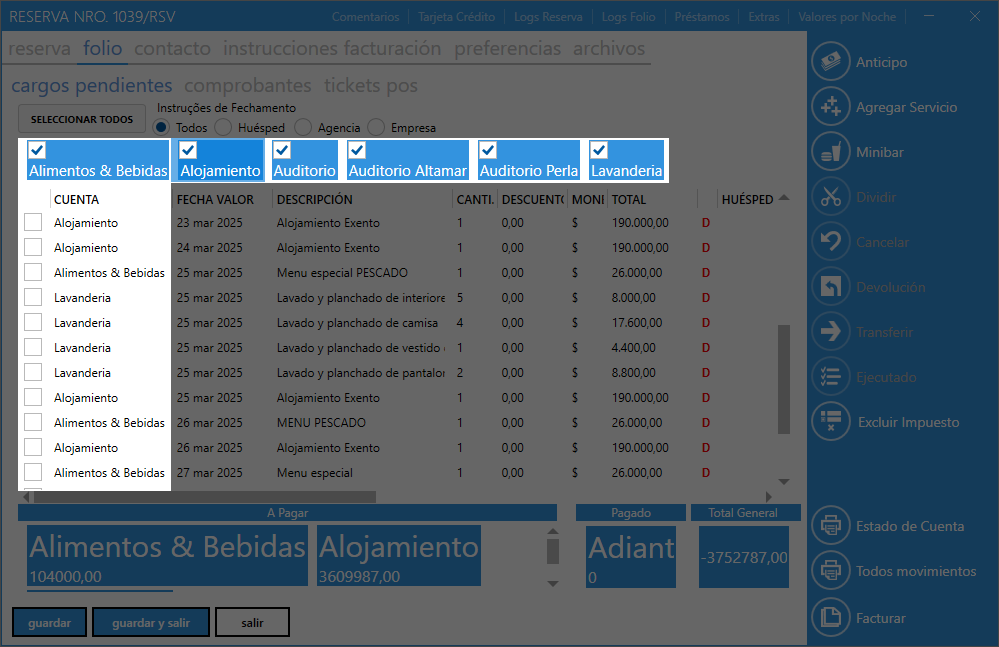 RESERVA NRO. 1039/RSV
Comentarios
Tarjeta Crédito
Logs Reserva
Logs Folio
Préstamos
Extras
Valores por Noche
reserva folio contacto instrucciones facturación preferencias archivos
cargos pendientes comprobantes tickets pos
SELECCIONAR TODOS
Instruções de Fechamento
Todos Huésped Agencia Empresa
Alimentos & Bebidas Alojamiento Auditorio Auditorio Altamar Auditorio Perla Lavanderia
CUENTA FECHA VALOR DESCRIPCIÓN CANTI. DESCUENTO MONI TOTAL HUÉSPED
Alojamiento 23 mar 2025 Alojamiento Exento 1 0,00 $ 190.000,00 D
Alojamiento 24 mar 2025 Alojamiento Exento 1 0,00 $ 190.000,00 D
Alimentos & Bebidas 25 mar 2025 Menu especial PESCADO 1 0,00 $ 26.000,00 D
Lavanderia 25 mar 2025 Lavado y planchado de interiore 5 0,00 $ 8.000,00 D
Lavanderia 25 mar 2025 Lavado y planchado de camisa 4 0,00 $ 17.600,00 D
Lavanderia 25 mar 2025 Lavado y planchado de vestido 1 0,00 $ 4.400,00 D
Lavanderia 25 mar 2025 Lavado y planchado de pantalor 2 0,00 $ 8.800,00 D
Alojamiento 25 mar 2025 Alojamiento Exento 1 0,00 $ 190.000,00 D
Alimentos & Bebidas 26 mar 2025 MENU PESCADO 1 0,00 $ 26.000,00 D
Alojamiento 26 mar 2025 Alojamiento Exento 1 0,00 $ 190.000,00 D
Alimentos & Bebidas 27 mar 2025 Menu especial 1 0,00 $ 26.000,00 D
A Pagar Pagado Total General
Alimentos & Bebidas Alojamiento Adiant
104000,00 3609987,00 0 -3752787,00
guardar guardar y salir salir
Anticipo
Agregar Servicio
Minibar
Dividir
Cancelar
Devolución
Transferir
Ejecutado
Excluir Impuesto
Estado de Cuenta
Todos movimientos
Facturar